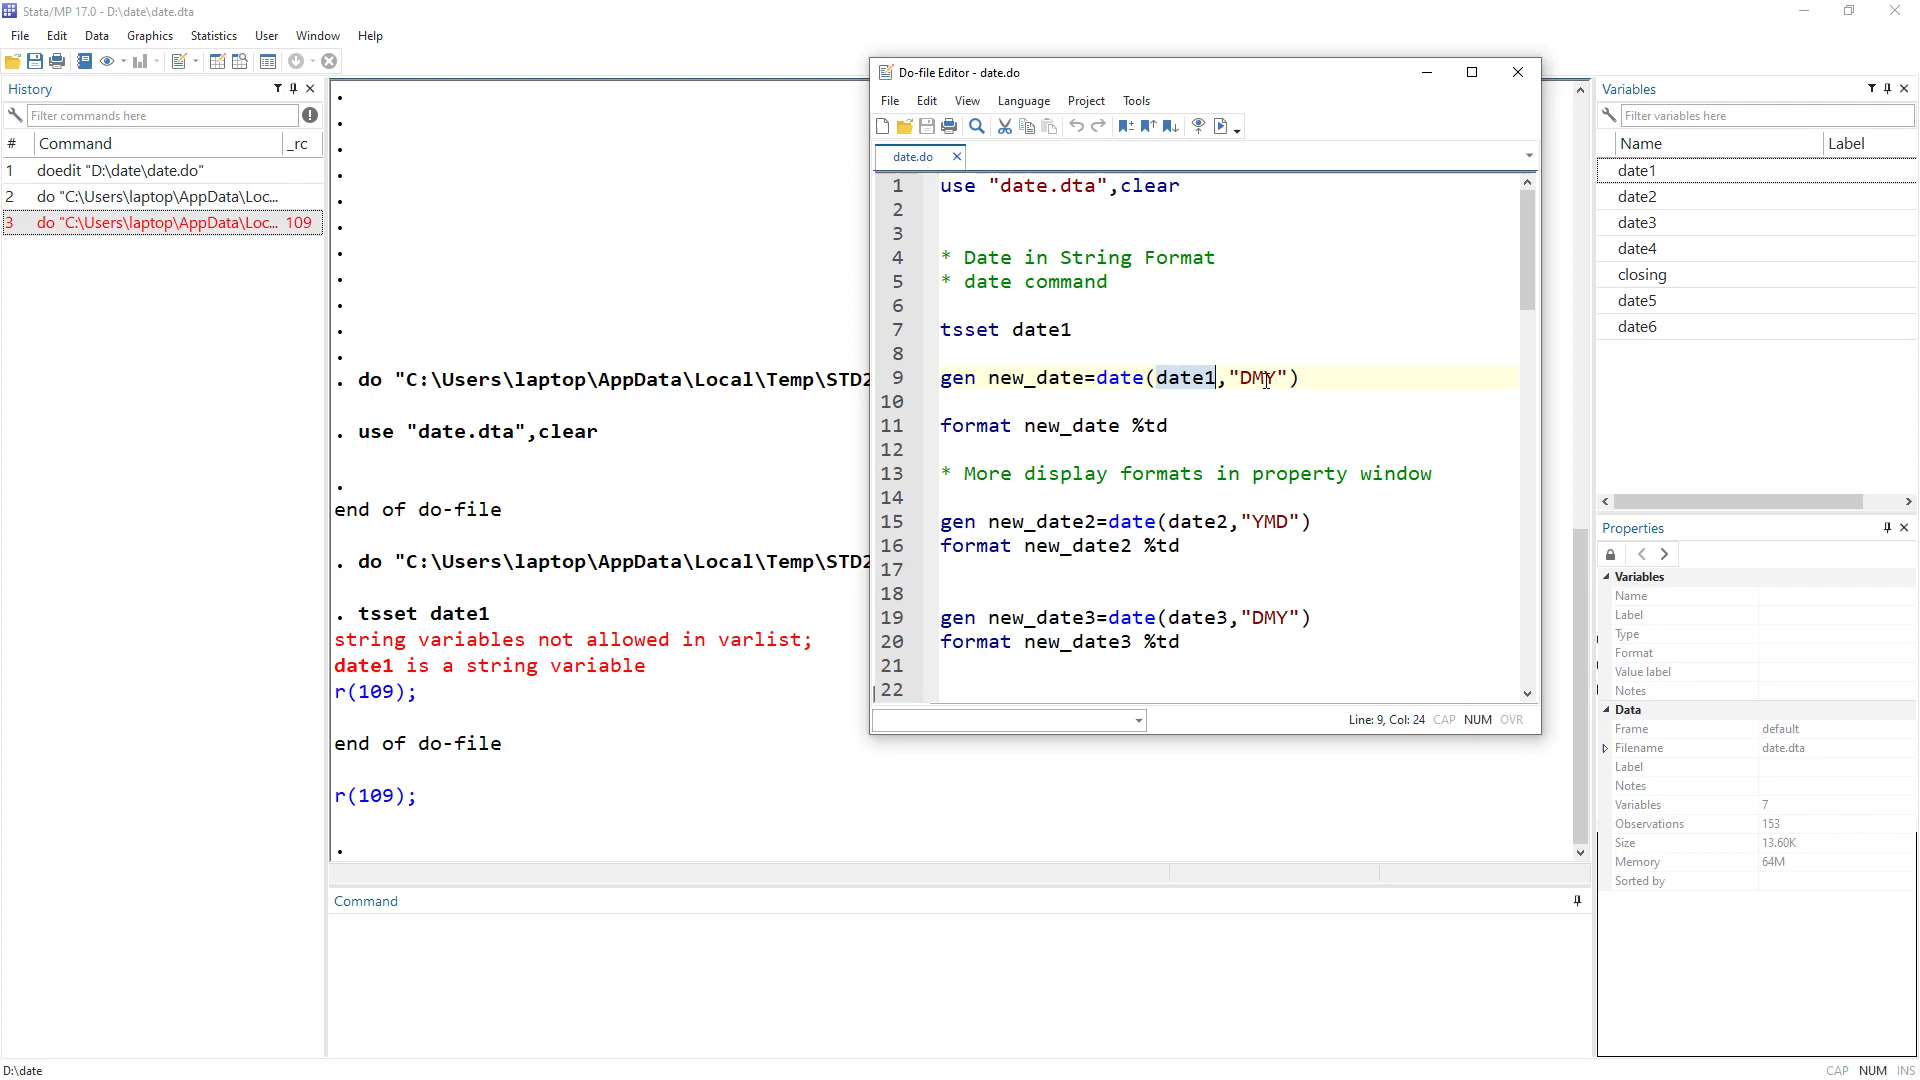 Stata/MP 17.0 - D:\date\date.dta
File Edit Data Graphics Statistics User Window Help
History
Filter commands here
# Command _rc
1 doedit "D:\date\date.do"
2 do "C:\Users\laptop\AppData\Loc...
3 do "C:\Users\laptop\AppData\Loc... 109
. do "C:\Users\laptop\AppData\Local\Temp\STD2
. use "date.dta",clear
.
end of do-file
. do "C:\Users\laptop\AppData\Local\Temp\STD2
. tsset date1
string variables not allowed in varlist;
date1 is a string variable
r(109);
end of do-file
r(109);
.
Command
Do-file Editor - date.do
File Edit View Language Project Tools
date.do
1 use "date.dta",clear
2
3
4 * Date in String Format
5 * date command
6
7 tsset date1
8
9 gen new_date=date(date1,"DMY")
10
11 format new_date %td
12
13 * More display formats in property window
14
15 gen new_date2=date(date2,"YMD")
16 format new_date2 %td
17
18
19 gen new_date3=date(date3,"DMY")
20 format new_date3 %td
21
22
Line: 9, Col: 24 CAP NUM OVR
Variables
Filter variables here
Name Label
date1
date2
date3
date4
closing
date5
date6
Properties
Variables
Name
Label
Type
Format
Value label
Notes
Data
Frame default
Filename date.dta
Label
Notes
Variables 7
Observations 153
Size 13.60K
Memory 64M
Sorted by
D:\date
CAP NUM INS